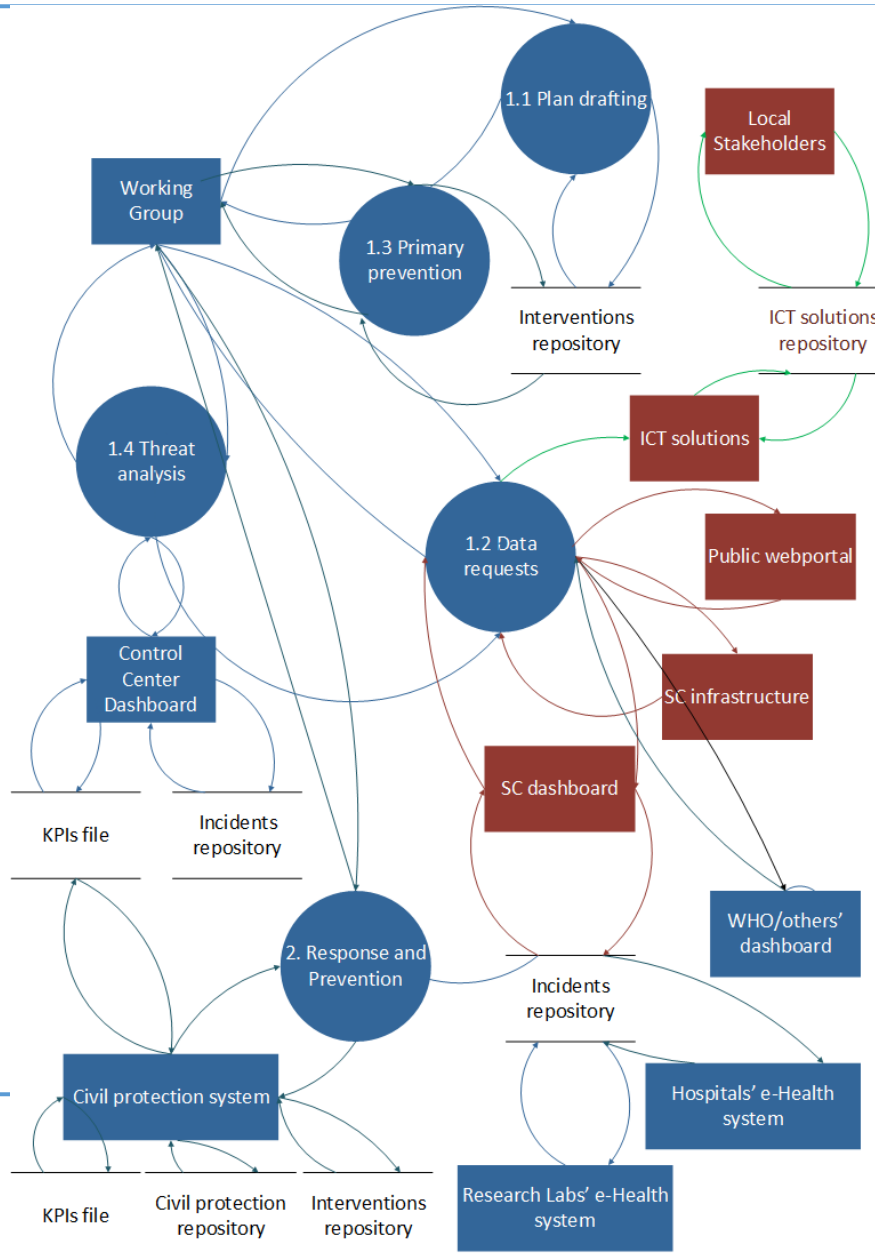 1.1 Plan drafting
Local
Stakeholders
Working
Group
1.3 Primary
prevention
Interventions
repository
ICT solutions
repository
1.4 Threat
analysis
ICT solutions
1.2 Data
requests
Public webportal
Control
Center
Dashboard
SC infrastructure
SC dashboard
KPIs file
Incidents
repository
WHO/others’
dashboard
2. Response and
Prevention
Incidents
repository
Civil protection system
Hospitals’ e-Health
system
KPIs file
Civil protection
repository
Interventions
repository
Research Labs’ e-Health
system